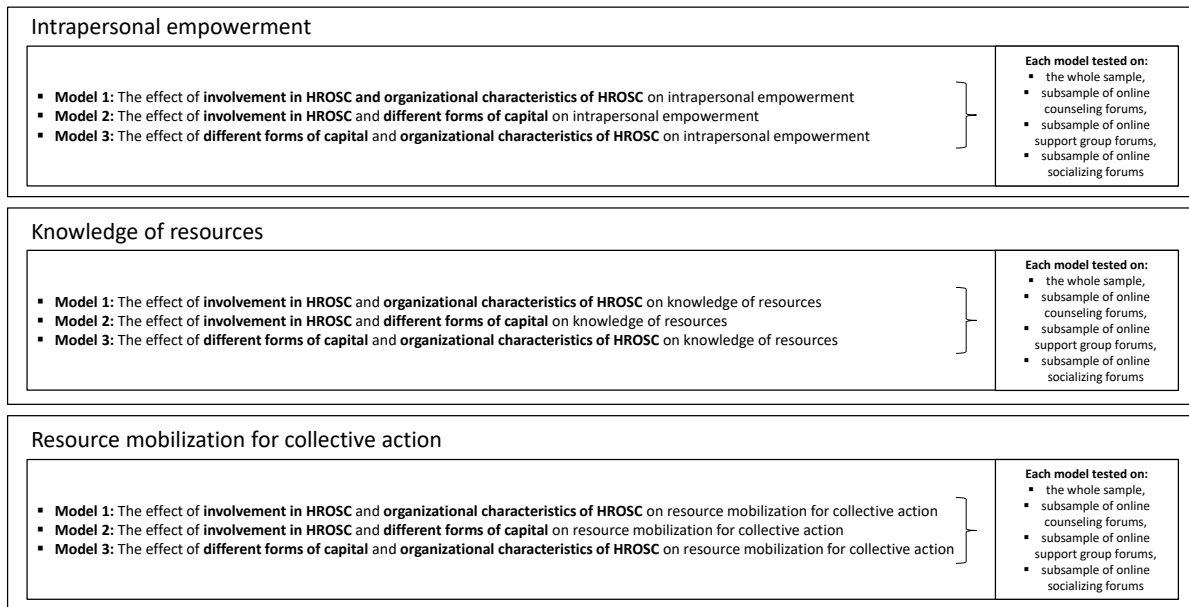 Intrapersonal empowerment
▪ Model 1: The effect of involvement in HROSC and organizational characteristics of HROSC on intrapersonal empowerment
▪ Model 2: The effect of involvement in HROSC and different forms of capital on intrapersonal empowerment
▪ Model 3: The effect of different forms of capital and organizational characteristics of HROSC on intrapersonal empowerment
Each model tested on:
▪ the whole sample,
▪ subsample of online
counseling forums,
▪ subsample of online
support group forums,
▪ subsample of online
socializing forums
Knowledge of resources
▪ Model 1: The effect of involvement in HROSC and organizational characteristics of HROSC on knowledge of resources
▪ Model 2: The effect of involvement in HROSC and different forms of capital on knowledge of resources
▪ Model 3: The effect of different forms of capital and organizational characteristics of HROSC on knowledge of resources
Each model tested on:
▪ the whole sample,
▪ subsample of online
counseling forums,
▪ subsample of online
support group forums,
▪ subsample of online
socializing forums
Resource mobilization for collective action
▪ Model 1: The effect of involvement in HROSC and organizational characteristics of HROSC on resource mobilization for collective action
▪ Model 2: The effect of involvement in HROSC and different forms of capital on resource mobilization for collective action
▪ Model 3: The effect of different forms of capital and organizational characteristics of HROSC on resource mobilization for collective action
Each model tested on:
▪ the whole sample,
▪ subsample of online
counseling forums,
▪ subsample of online
support group forums,
▪ subsample of online
socializing forums